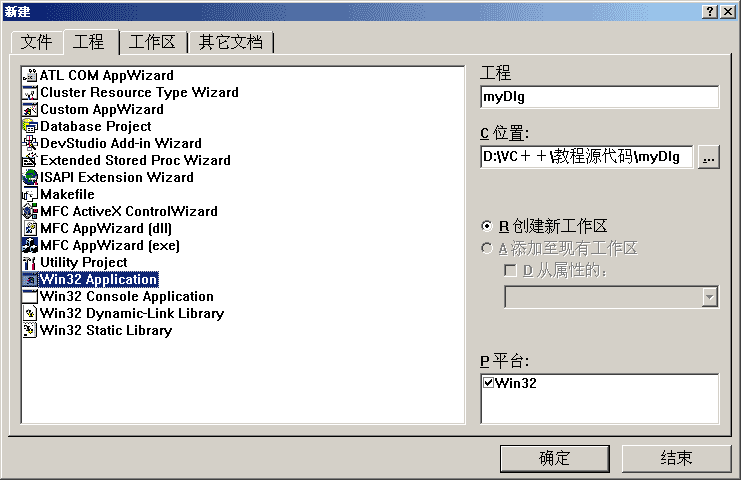 新建
文件 工程 工作区 其它文档
ATL COM AppWizard
Cluster Resource Type Wizard
Custom AppWizard
Database Project
DevStudio Add-in Wizard
Extended Stored Proc Wizard
ISAPI Extension Wizard
Makefile
MFC ActiveX ControlWizard
MFC AppWizard (dll)
MFC AppWizard (exe)
Utility Project
Win32 Application
Win32 Console Application
Win32 Dynamic-Link Library
Win32 Static Library
工程
myDlg
C 位置:
D:\VC++\教程源代码\myDlg ...
R 创建新工作区
A 添加至现有工作区
D 从属性的:
P 平台:
Win32
确定 结束